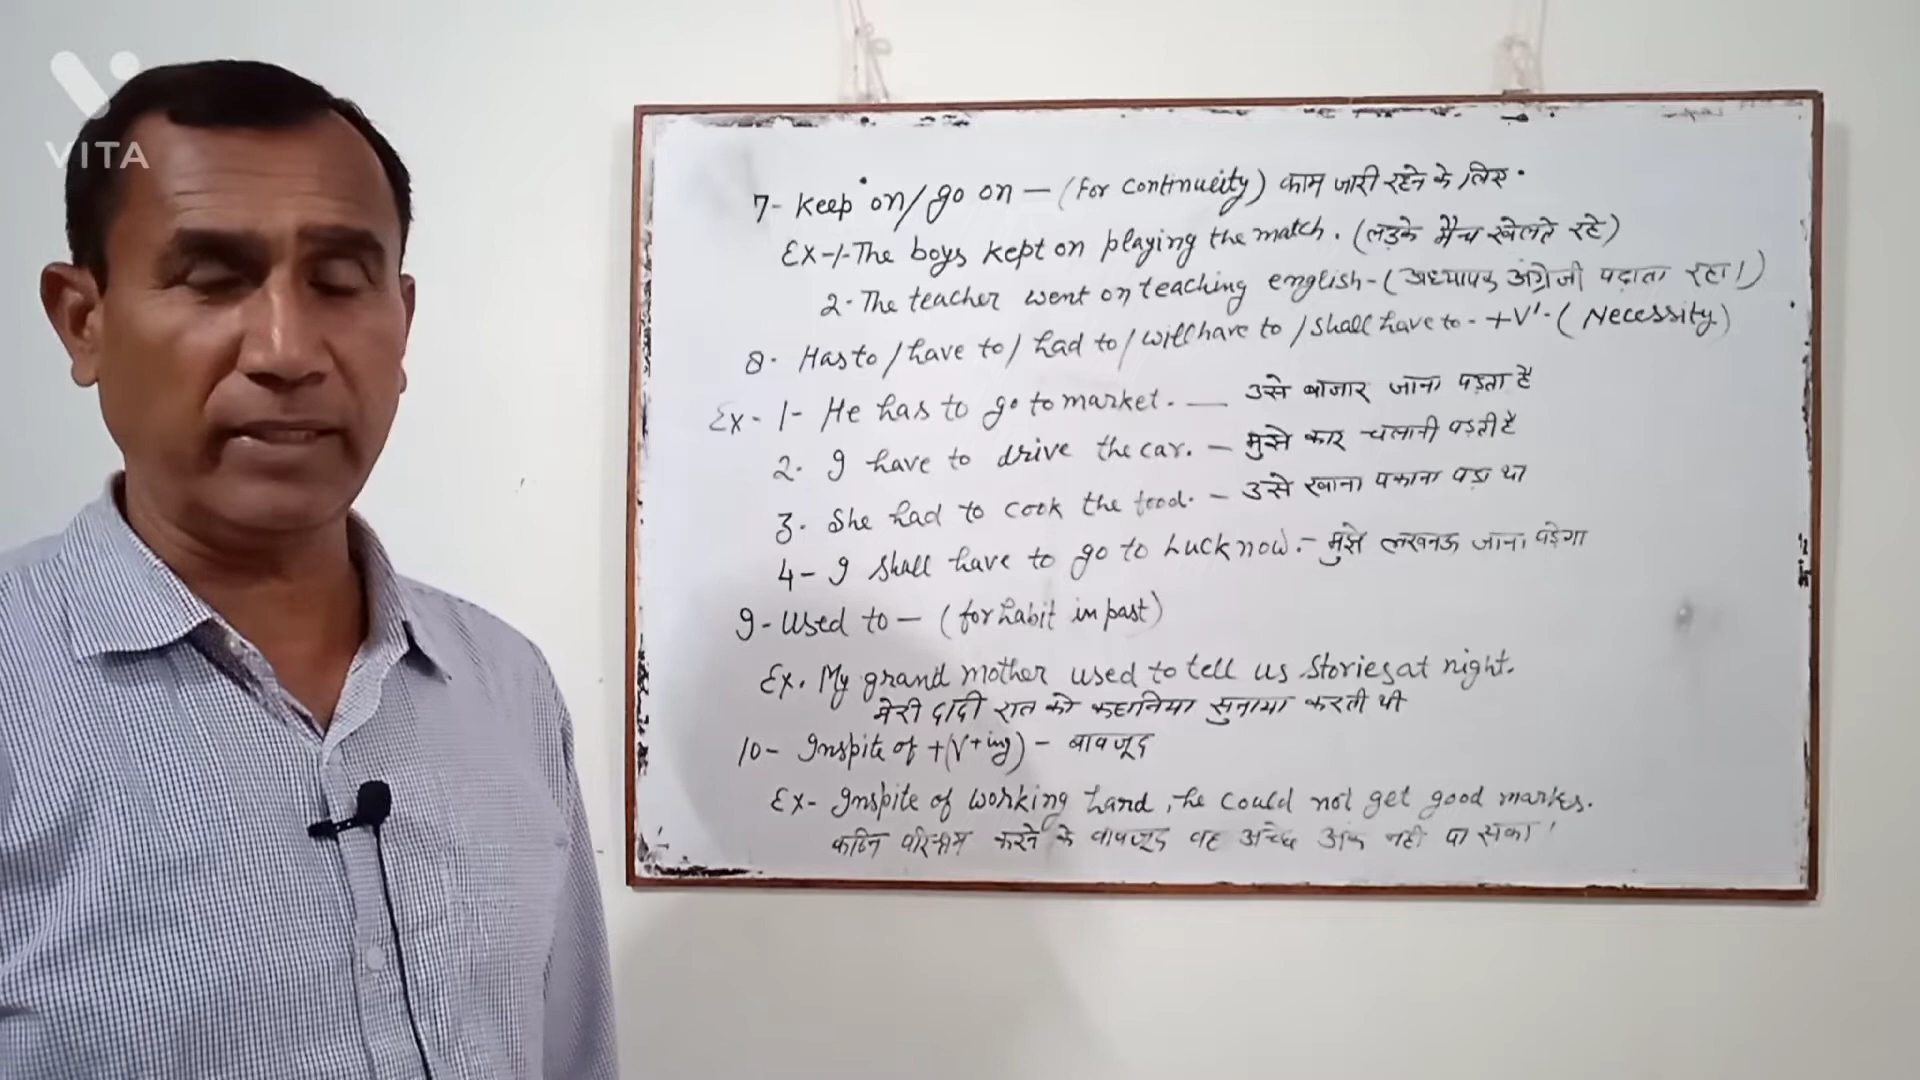 VITA
7- Keep on/go on – (For continueity) काम जारी रहने के लिए.
Ex-1- The boys kept on playing the match. (लड़के मैच खेलते रहे)
2- The teacher went on teaching english- (अध्यापक अंग्रेजी पढ़ाता रहा।)
8- Has to / have to / had to / will have to / shall have to - +V¹- (Necessity)
Ex- 1- He has to go to market. — उसे बाजार जाना पड़ता है
2. I have to drive the car. – मुझे कार चलानी पड़ती है
3- She had to cook the food. – उसे खाना पकाना पड़ा था
4- I shall have to go to Lucknow. – मुझे लखनऊ जाना पड़ेगा
9- Used to – (for habit in past)
Ex. My grand mother used to tell us stories at night.
मेरी दादी रात को कहानिया सुनाया करती थी
10- Inspite of +(V+ing) – बावजूद
Ex- Inspite of working hard, he could not get good marks.
कठिन परिश्रम करने के बावजूद वह अच्छे अंक नही पा सका।